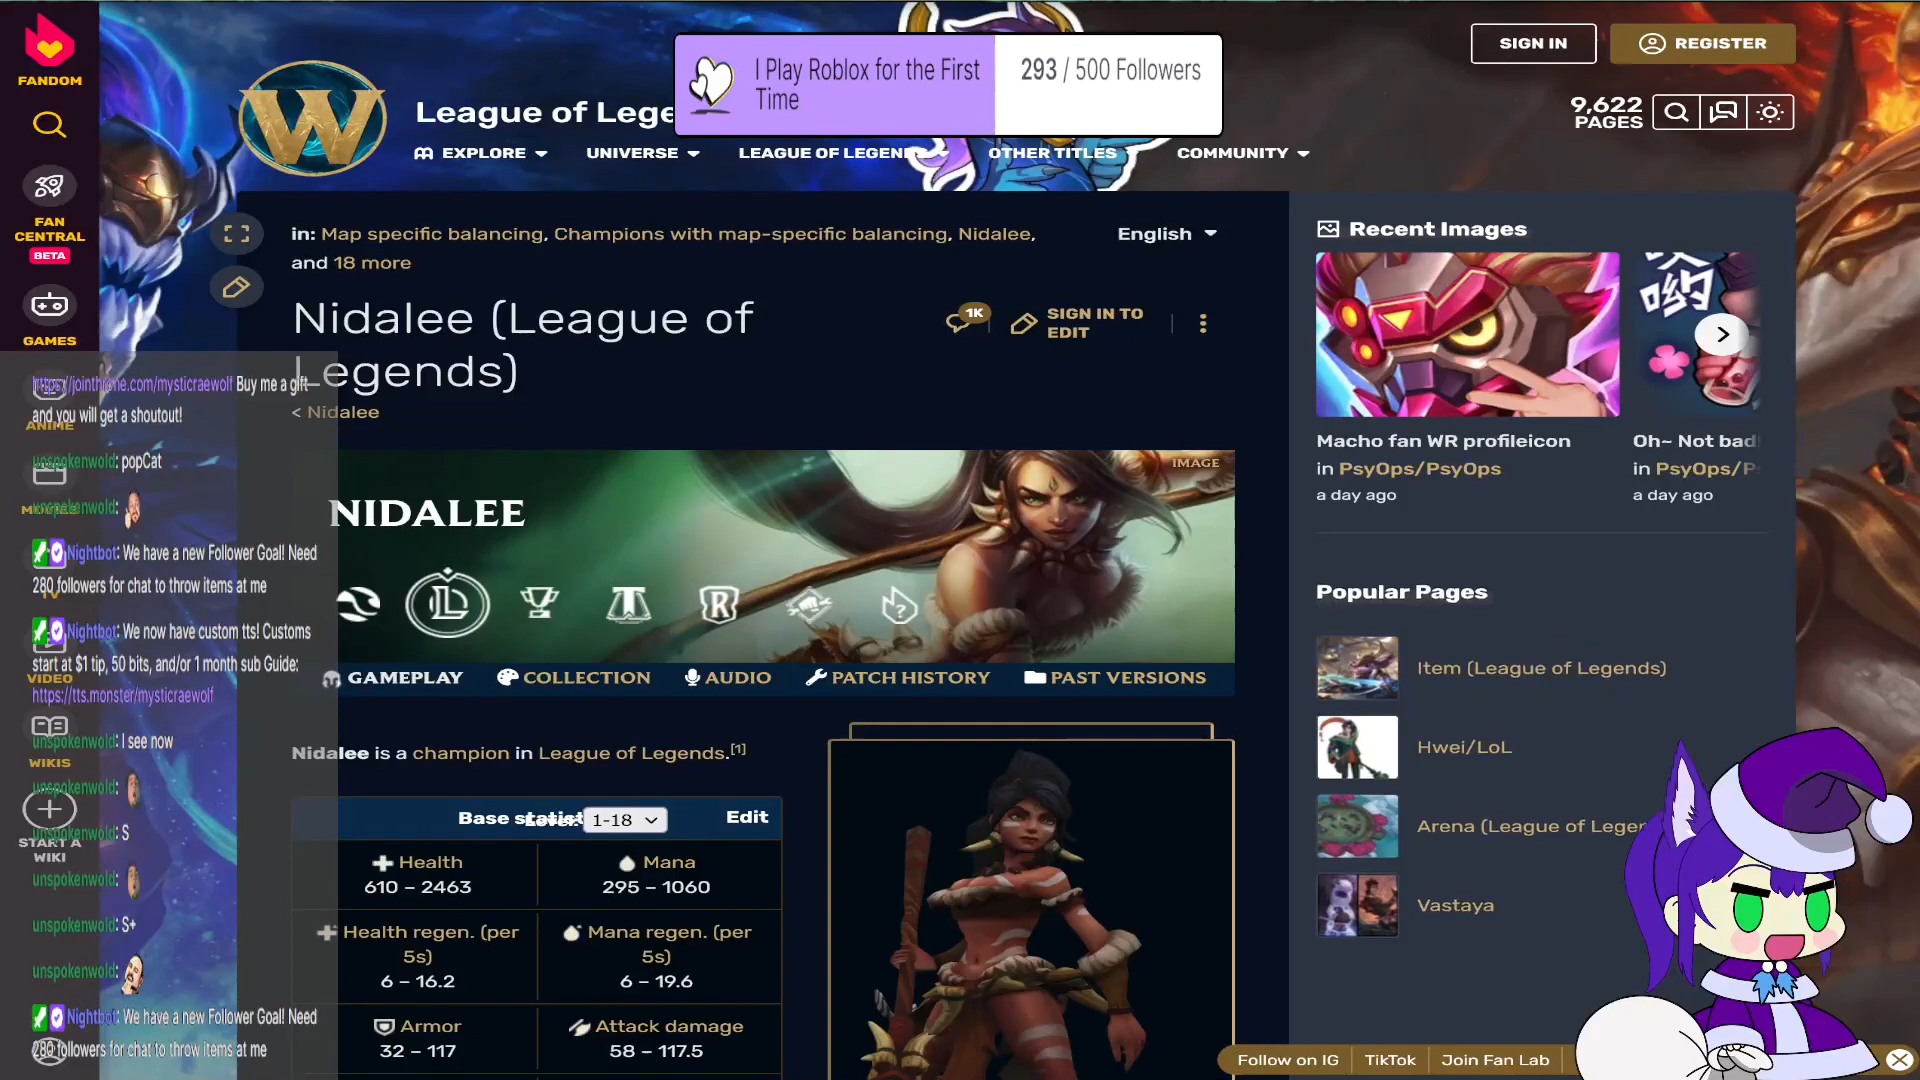 FANDOM
FAN
CENTRAL
BETA
GAMES
ANIME
TV
VIDEO
WIKIS
START A
WIKI
I Play Roblox for the First
Time
293 / 500 Followers
SIGN IN
REGISTER
League of Lege
9,622
PAGES
EXPLORE
UNIVERSE
LEAGUE OF LEGEN
OTHER TITLES
COMMUNITY
in: Map specific balancing, Champions with map-specific balancing, Nidalee,
and 18 more
English
Nidalee (League of
Legends)
1K
SIGN IN TO
EDIT
< Nidalee
IMAGE
NIDALEE
GAMEPLAY
COLLECTION
AUDIO
PATCH HISTORY
PAST VERSIONS
Nidalee is a champion in League of Legends.[1]
Base statist
Level:
1-18
Edit
Health
610 – 2463
Mana
295 – 1060
Health regen. (per
5s)
6 – 16.2
Mana regen. (per
5s)
6 – 19.6
Armor
32 – 117
Attack damage
58 – 117.5
https://jointhrone.com/mysticraewolf Buy me a gift
and you will get a shoutout!
unspokenwold: popCat
unspokenwold:
Nightbot: We have a new Follower Goal! Need
280 followers for chat to throw items at me
Nightbot: We now have custom tts! Customs
start at $1 tip, 50 bits, and/or 1 month sub Guide:
https://tts.monster/mysticraewolf
unspokenwold: I see now
unspokenwold:
unspokenwold: S
unspokenwold:
unspokenwold: S+
unspokenwold:
Nightbot: We have a new Follower Goal! Need
280 followers for chat to throw items at me
Recent Images
哟
Macho fan WR profileicon
in PsyOps/PsyOps
a day ago
Oh~ Not bad!
in PsyOps/Ps
a day ago
Popular Pages
Item (League of Legends)
Hwei/LoL
Arena (League of Leger
Vastaya
Follow on IG
TikTok
Join Fan Lab